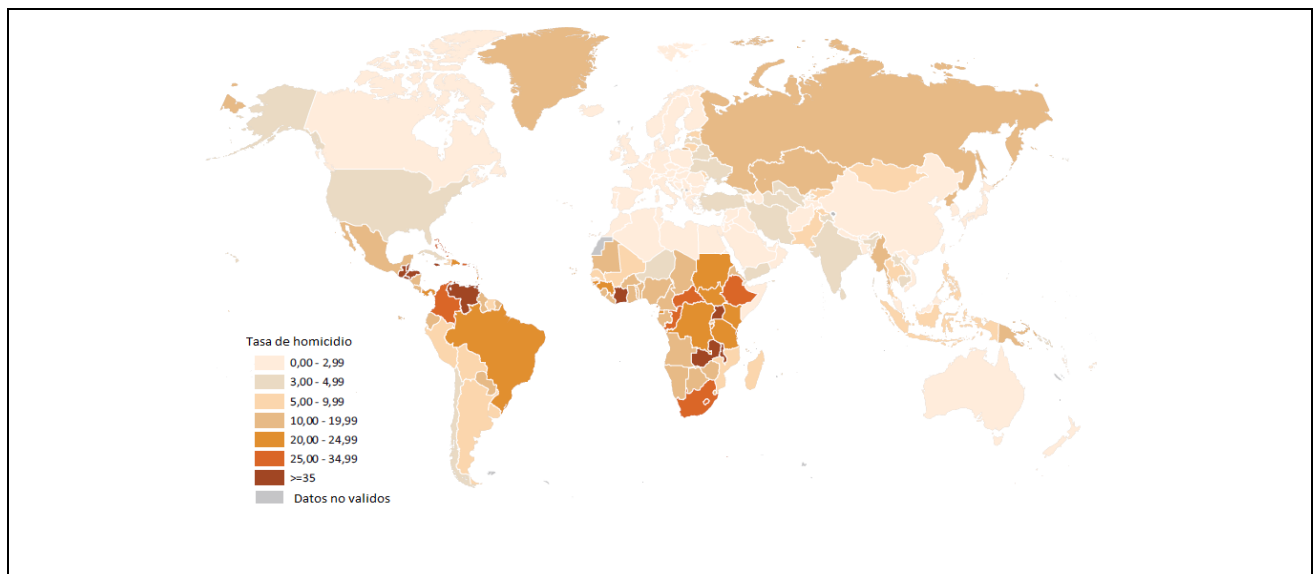 Tasa de homicidio
0,00 - 2,99
3,00 - 4,99
5,00 - 9,99
10,00 - 19,99
20,00 - 24,99
25,00 - 34,99
>=35
Datos no validos